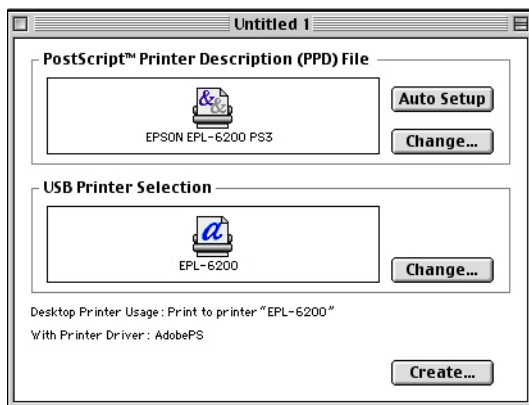 Untitled 1
PostScript™ Printer Description (PPD) File
&&
EPSON EPL-6200 PS3
Auto Setup
Change...
USB Printer Selection
a
EPL-6200
Change...
Desktop Printer Usage: Print to printer "EPL-6200"
With Printer Driver: AdobePS
Create...